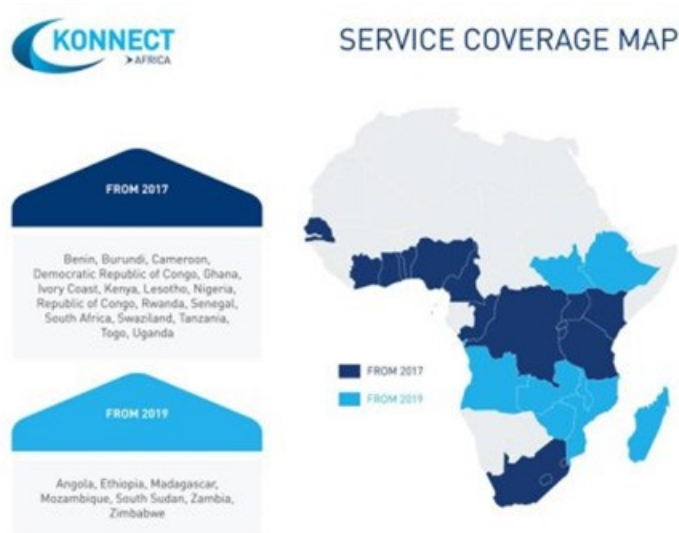 KONNECT
AFRICA
SERVICE COVERAGE MAP
FROM 2017
Benin, Burundi, Cameroon,
Democratic Republic of Congo, Ghana,
Ivory Coast, Kenya, Lesotho, Nigeria,
Republic of Congo, Rwanda, Senegal,
South Africa, Swaziland, Tanzania,
Togo, Uganda
FROM 2019
Angola, Ethiopia, Madagascar,
Mozambique, South Sudan, Zambia,
Zimbabwe
FROM 2017
FROM 2019